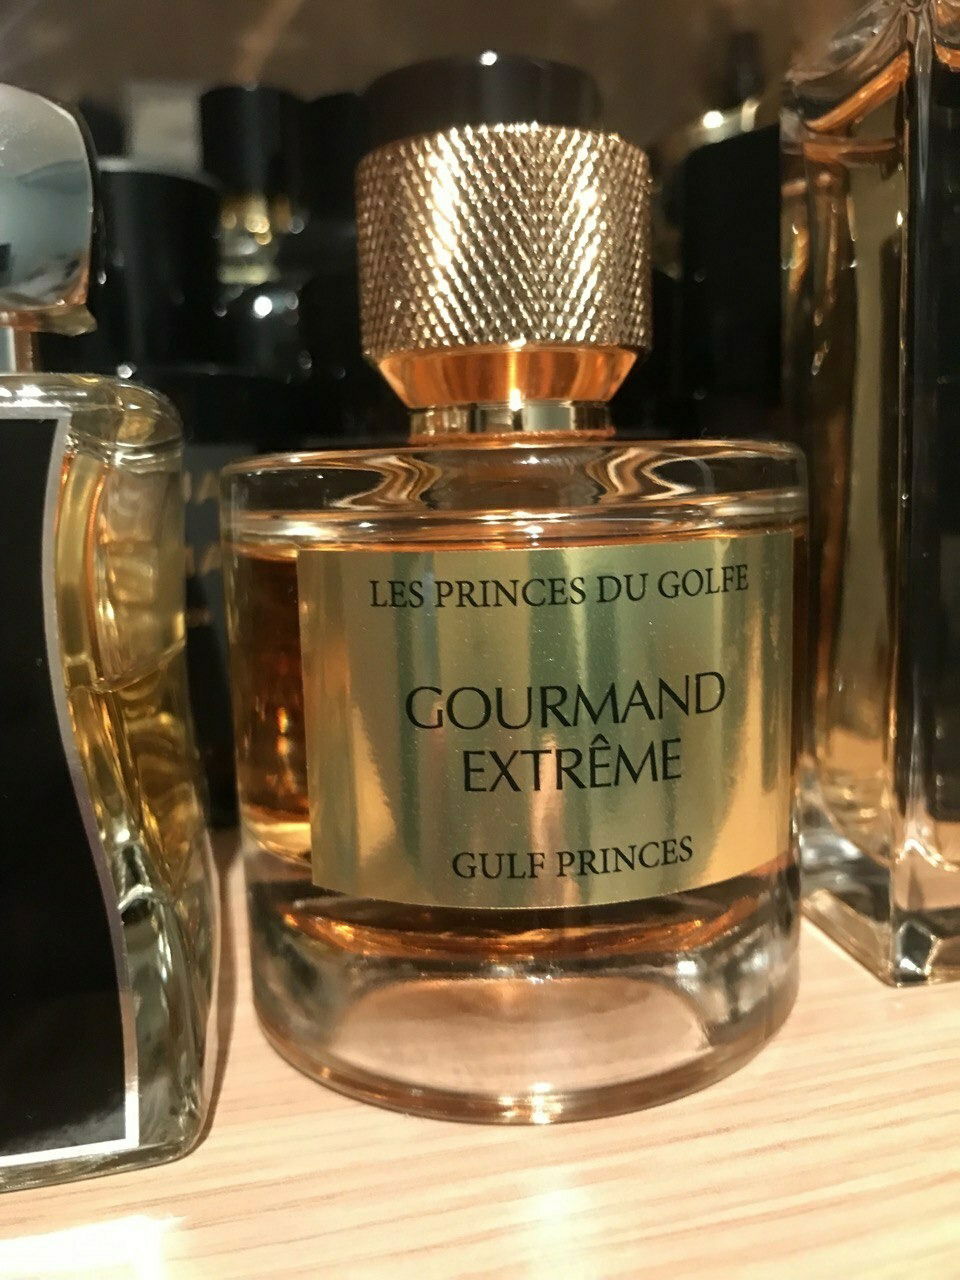 LES PRINCES DU GOLFE
GOURMAND
EXTRÊME
GULF PRINCES